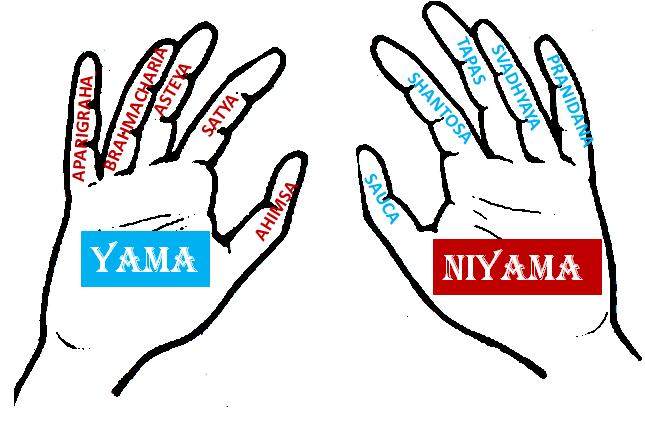 APARIGRAHA
BRAHMACHARIA
ASTEYA
SATYA
AHIMSA
YAMA
SAUCA
SHANTOSA
TAPAS
SVADHYAYA
PRANIDANA
NIYAMA